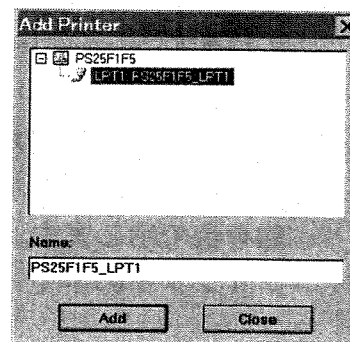 Add Printer
PS25F1F5
LPT1: PS25F1F5_LPT1
Name:
PS25F1F5_LPT1
Add
Close